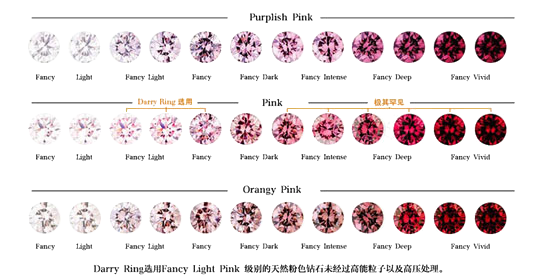 Purplish Pink
Fancy Light Fancy Light Fancy Fancy Dark Fancy Intense Fancy Deep Fancy Vivid
Darry Ring 选用 Pink 极其罕见
Fancy Light Fancy Light Fancy Fancy Dark Fancy Intense Fancy Deep Fancy Vivid
Orangy Pink
Fancy Light Fancy Light Fancy Fancy Dark Fancy Intense Fancy Deep Fancy Vivid
Darry Ring选用Fancy Light Pink 级别的天然粉色钻石未经过高能粒子以及高压处理。